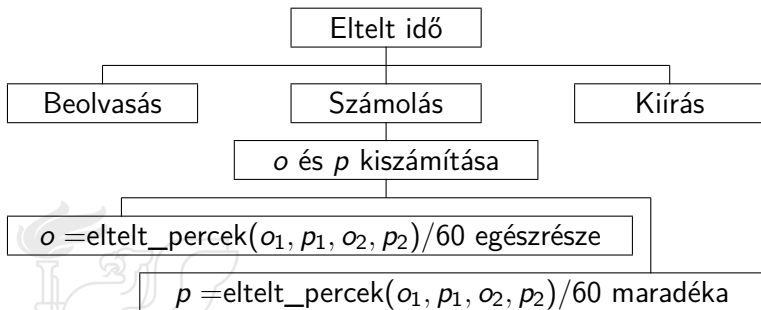 Eltelt idő
Beolvasás Számolás Kiírás
o és p kiszámítása
o =eltelt_percek(o₁, p₁, o₂, p₂)/60 egészrésze
p =eltelt_percek(o₁, p₁, o₂, p₂)/60 maradéka